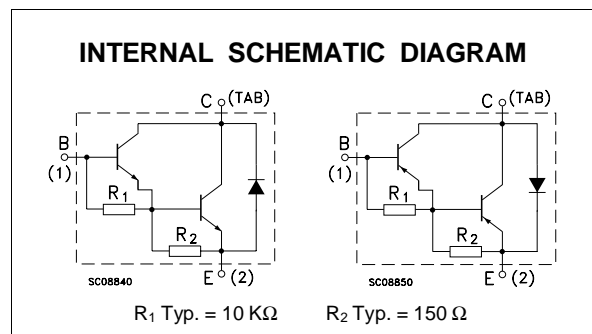 INTERNAL SCHEMATIC DIAGRAM
C (TAB)
B
(1)
R1
R2
E (2)
SC08840
C (TAB)
B
(1)
R1
R2
E (2)
SC08850
R1 Typ. = 10 KΩ R2 Typ. = 150 Ω